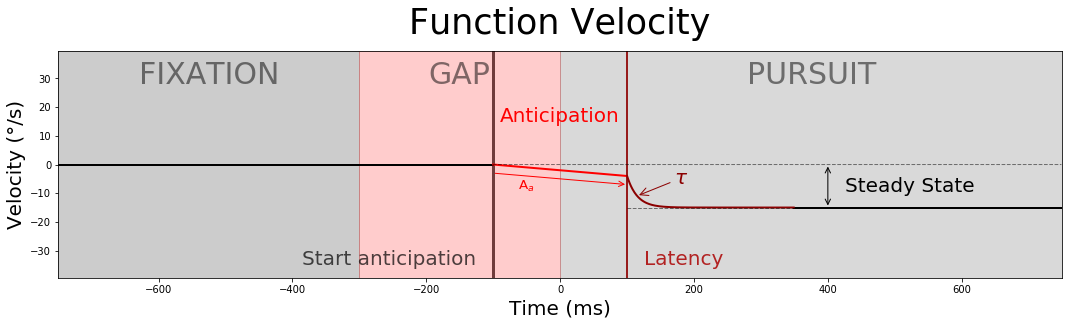 Function Velocity
FIXATION
GAP
PURSUIT
Anticipation
A_a
τ
Steady State
Start anticipation
Latency
Velocity (°/s)
30
20
10
0
−10
−20
−30
−600
−400
−200
0
200
400
600
Time (ms)